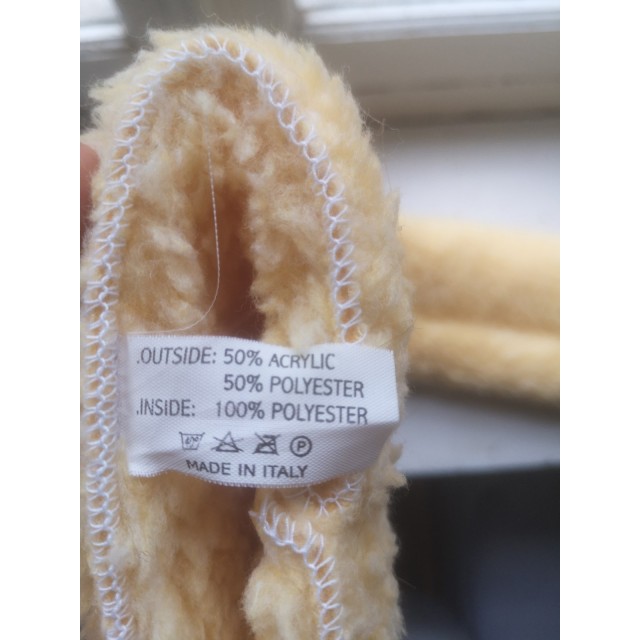 .OUTSIDE: 50% ACRYLIC
50% POLYESTER
.INSIDE: 100% POLYESTER
P
MADE IN ITALY